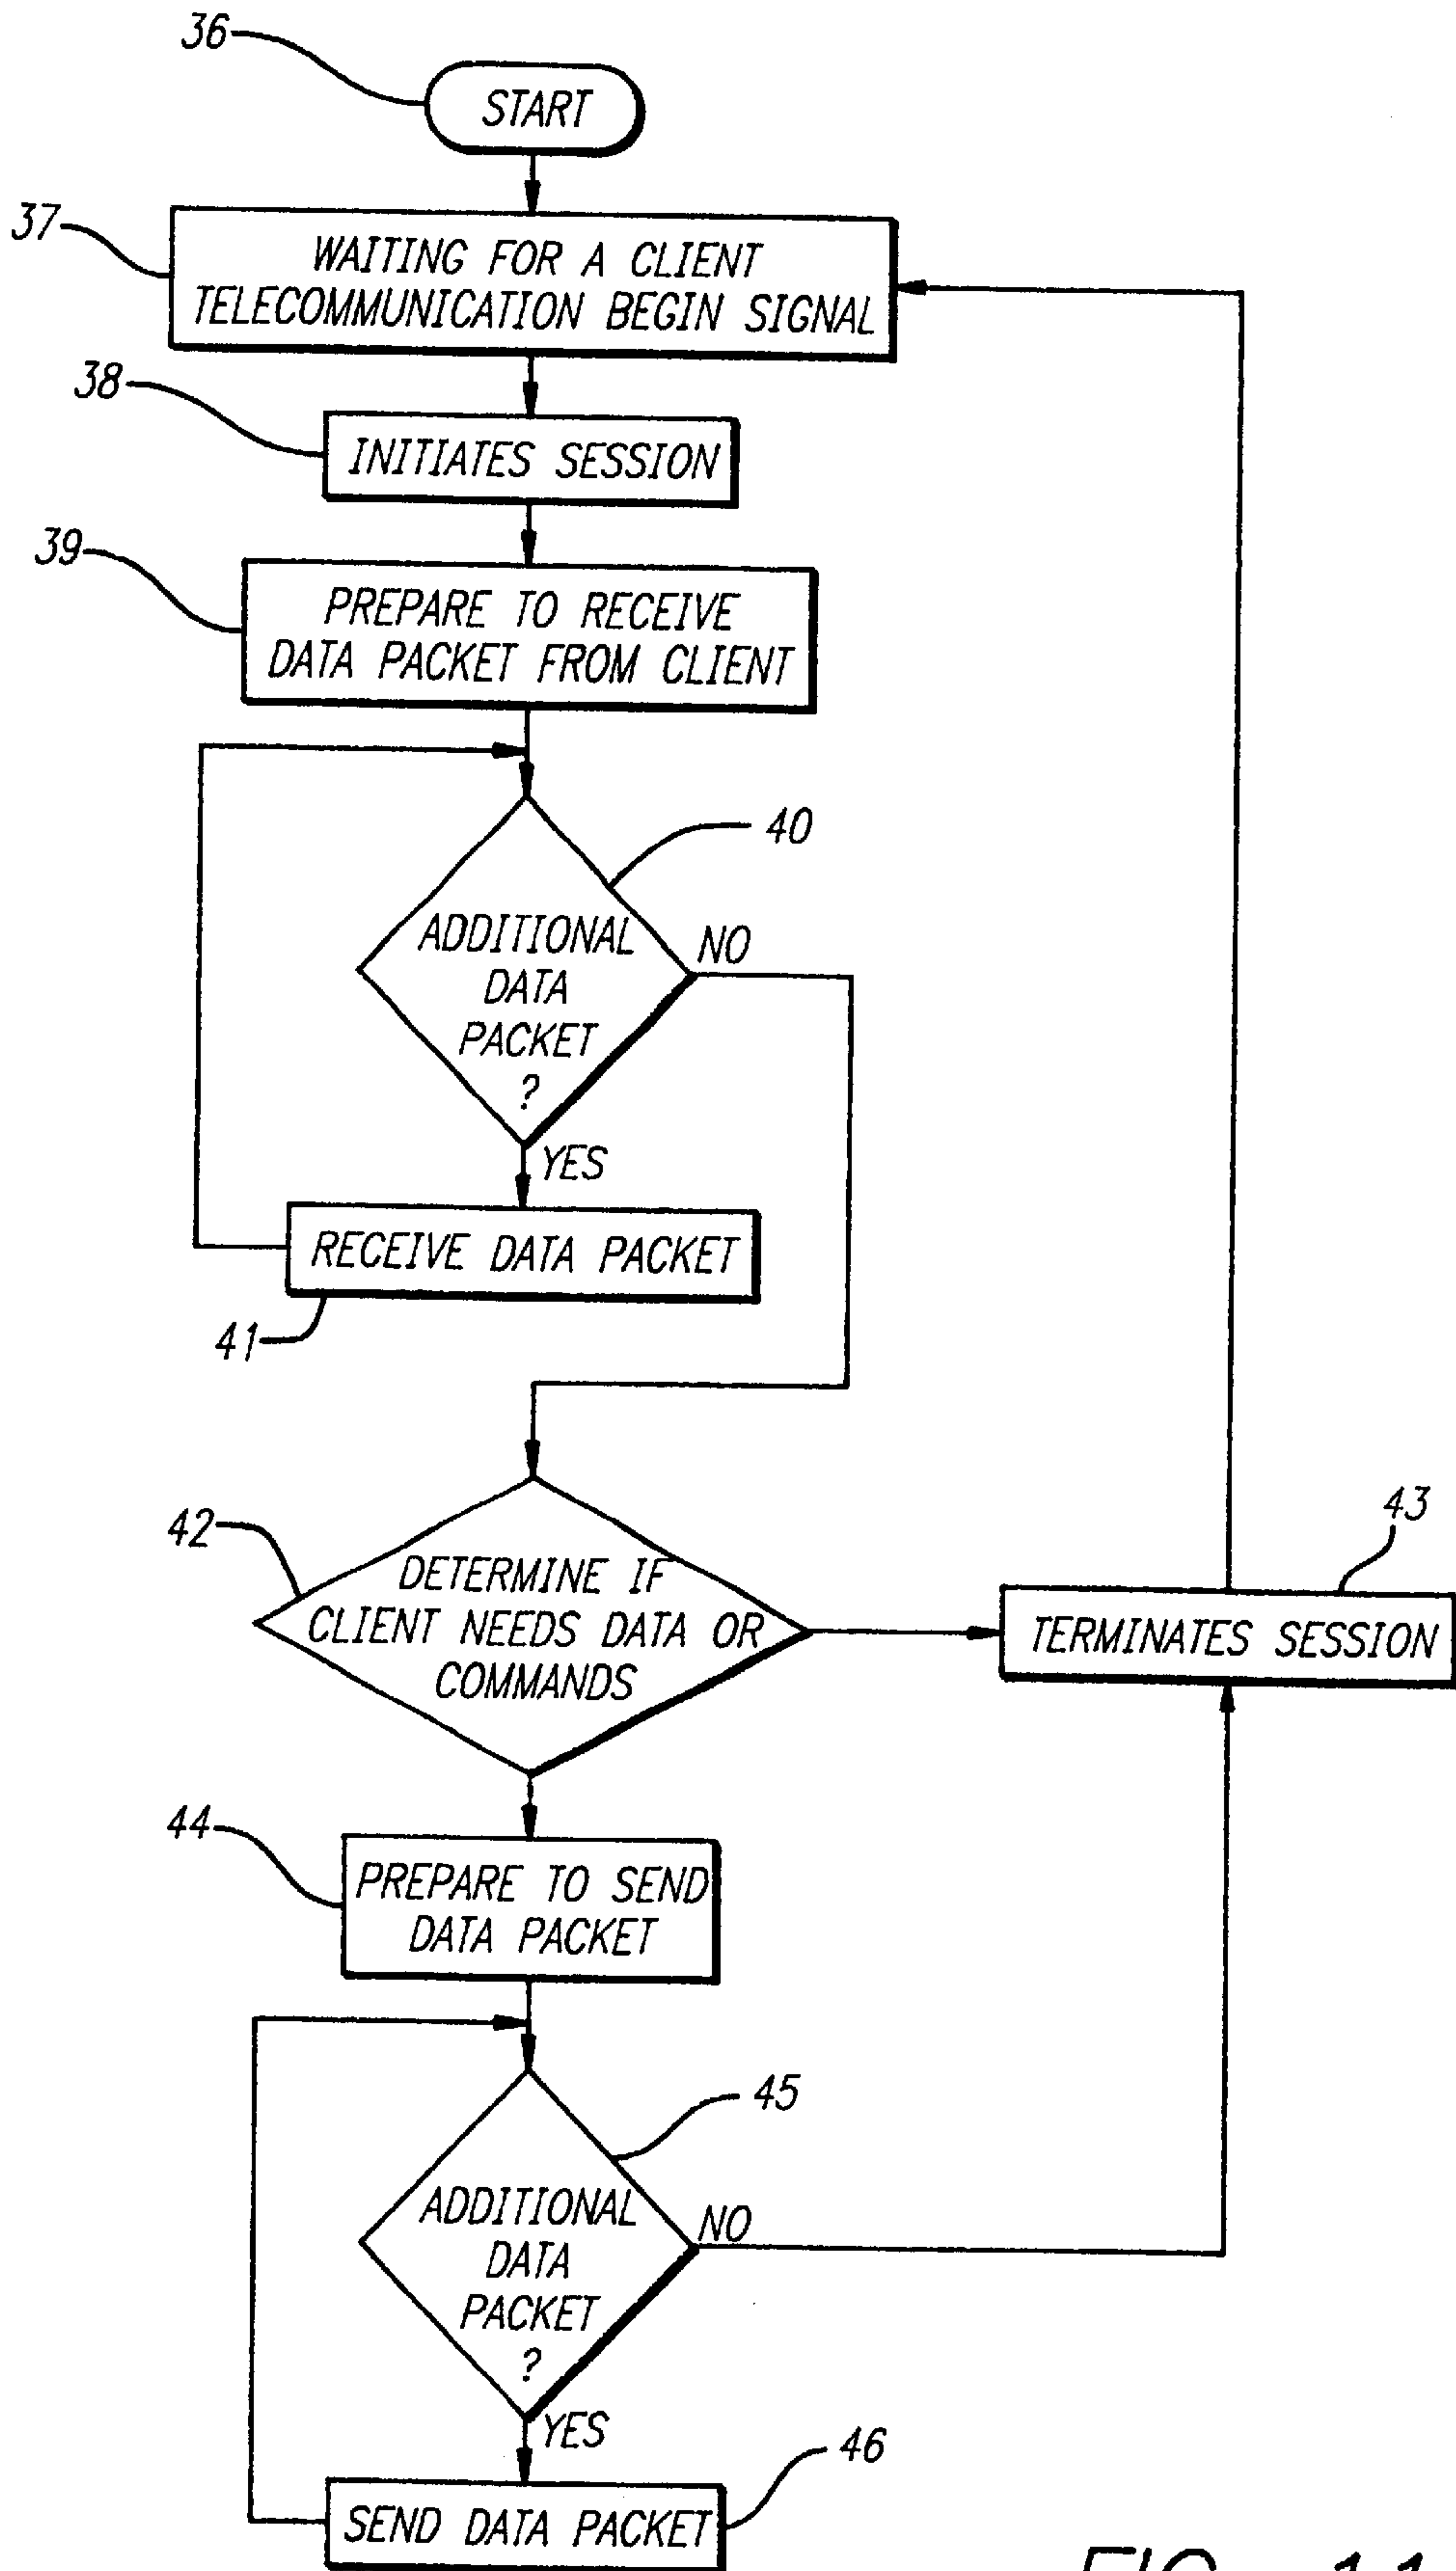 36
START
37
WAITING FOR A CLIENT
TELECOMMUNICATION BEGIN SIGNAL
38
INITIATES SESSION
39
PREPARE TO RECEIVE
DATA PACKET FROM CLIENT
40
ADDITIONAL
DATA
PACKET
?
NO
YES
RECEIVE DATA PACKET
41
42
DETERMINE IF
CLIENT NEEDS DATA OR
COMMANDS
43
TERMINATES SESSION
44
PREPARE TO SEND
DATA PACKET
45
ADDITIONAL
DATA
PACKET
?
NO
YES
46
SEND DATA PACKET
FIG. 11